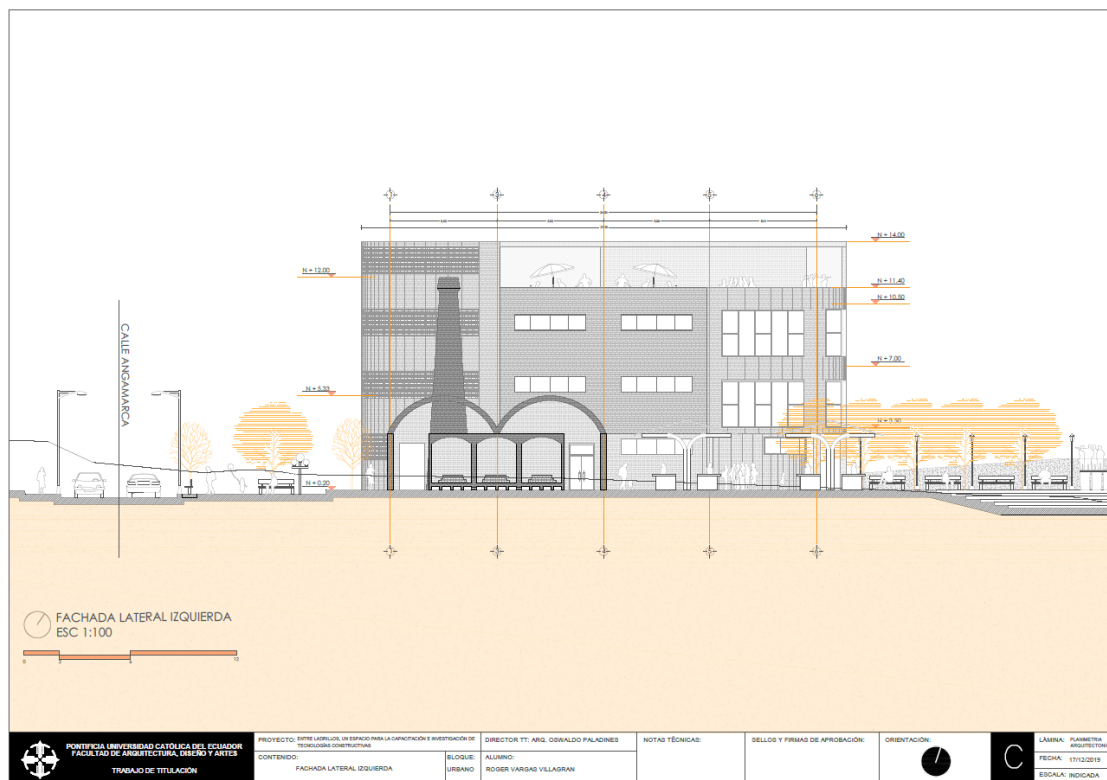 N + 14.00
N + 12.00
N + 11.40
N + 10.50
N + 7.00
N + 5.33
N + 0.20
CALLE ANGAMARCA
FACHADA LATERAL IZQUIERDA
ESC 1:100
PONTIFICIA UNIVERSIDAD CATÓLICA DEL ECUADOR
FACULTAD DE ARQUITECTURA, DISEÑO Y ARTES
TRABAJO DE TITULACIÓN
PROYECTO: ENTRE LADRILLOS, UN ESPACIO PARA LA CAPACITACIÓN E INVESTIGACIÓN DE
TECNOLOGÍAS CONSTRUCTIVAS
CONTENIDO:
FACHADA LATERAL IZQUIERDA
BLOQUE:
URBANO
DIRECTOR TT: ARQ. OSWALDO PALADINES
ALUMNO:
ROGER VARGAS VILLAGRAN
NOTAS TÉCNICAS:
SELLOS Y FIRMAS DE APROBACIÓN:
ORIENTACIÓN:
C
LÁMINA: PLANIMETRIA
FECHA: 17/12/2019
ESCALA: INDICADA